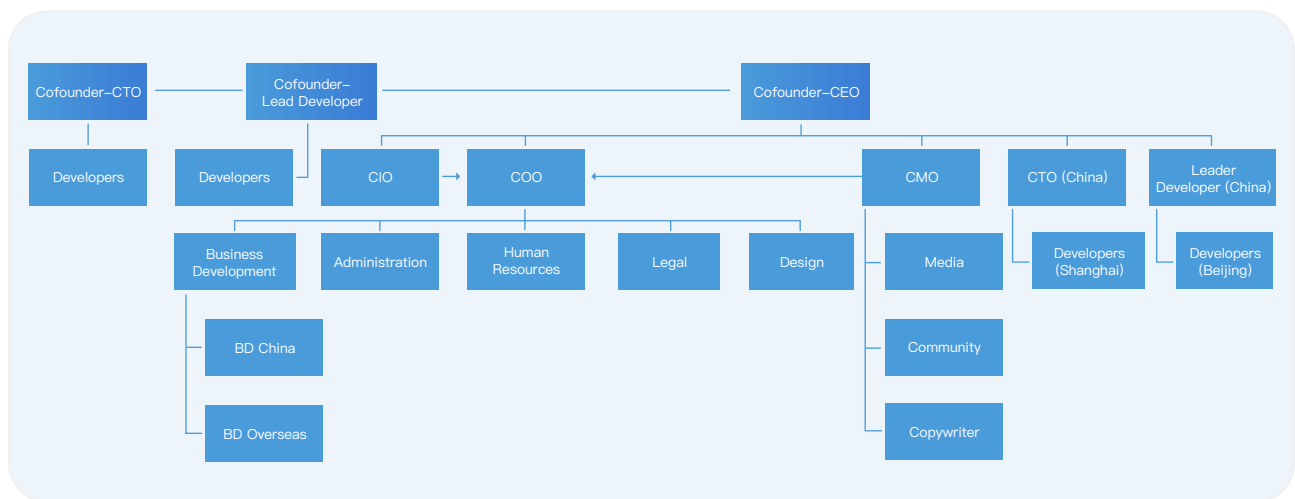 Cofounder–CTO
Cofounder–
Lead Developer
Cofounder–CEO
Developers
Developers
CIO
COO
CMO
CTO (China)
Leader
Developer (China)
Business
Development
Administration
Human
Resources
Legal
Design
Media
Developers
(Shanghai)
Developers
(Beijing)
BD China
Community
BD Overseas
Copywriter